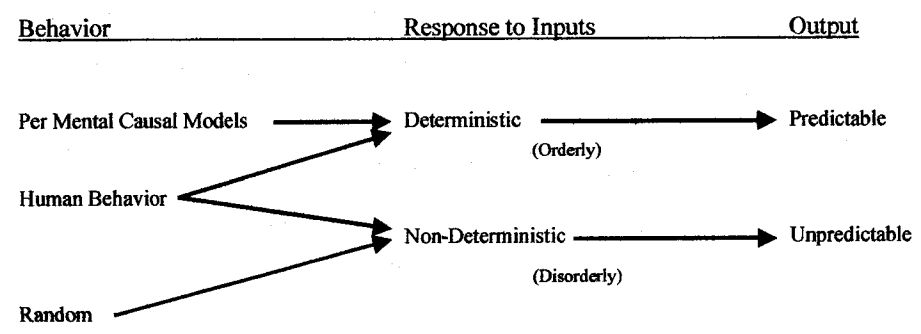 Behavior Response to Inputs Output
Per Mental Causal Models Deterministic Predictable
(Orderly)
Human Behavior
Non-Deterministic Unpredictable
(Disorderly)
Random